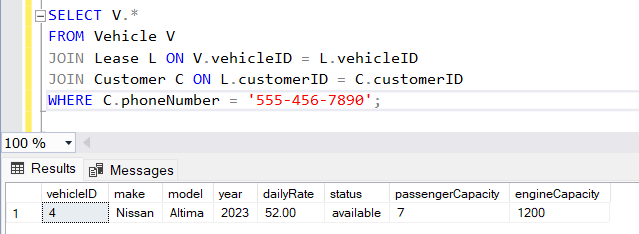 SELECT V.*
FROM Vehicle V
JOIN Lease L ON V.vehicleID = L.vehicleID
JOIN Customer C ON L.customerID = C.customerID
WHERE C.phoneNumber = '555-456-7890';
100 %
Results Messages
vehicleID make model year dailyRate status passengerCapacity engineCapacity
1 4 Nissan Altima 2023 52.00 available 7 1200